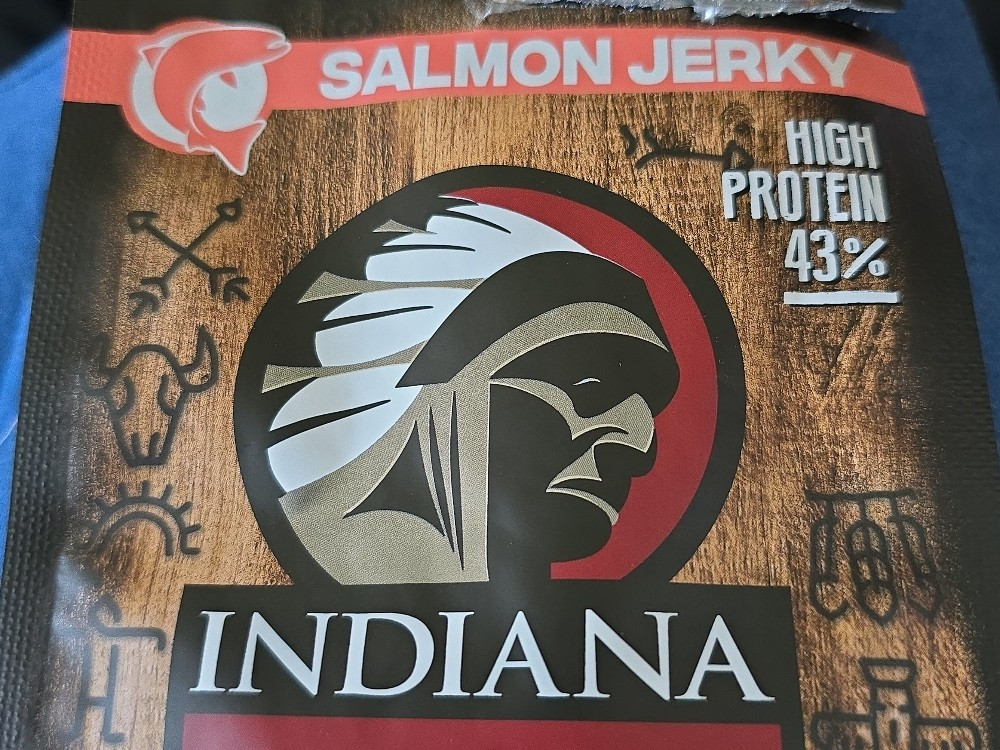 SALMON JERKY
HIGH
PROTEIN
43%
INDIANA